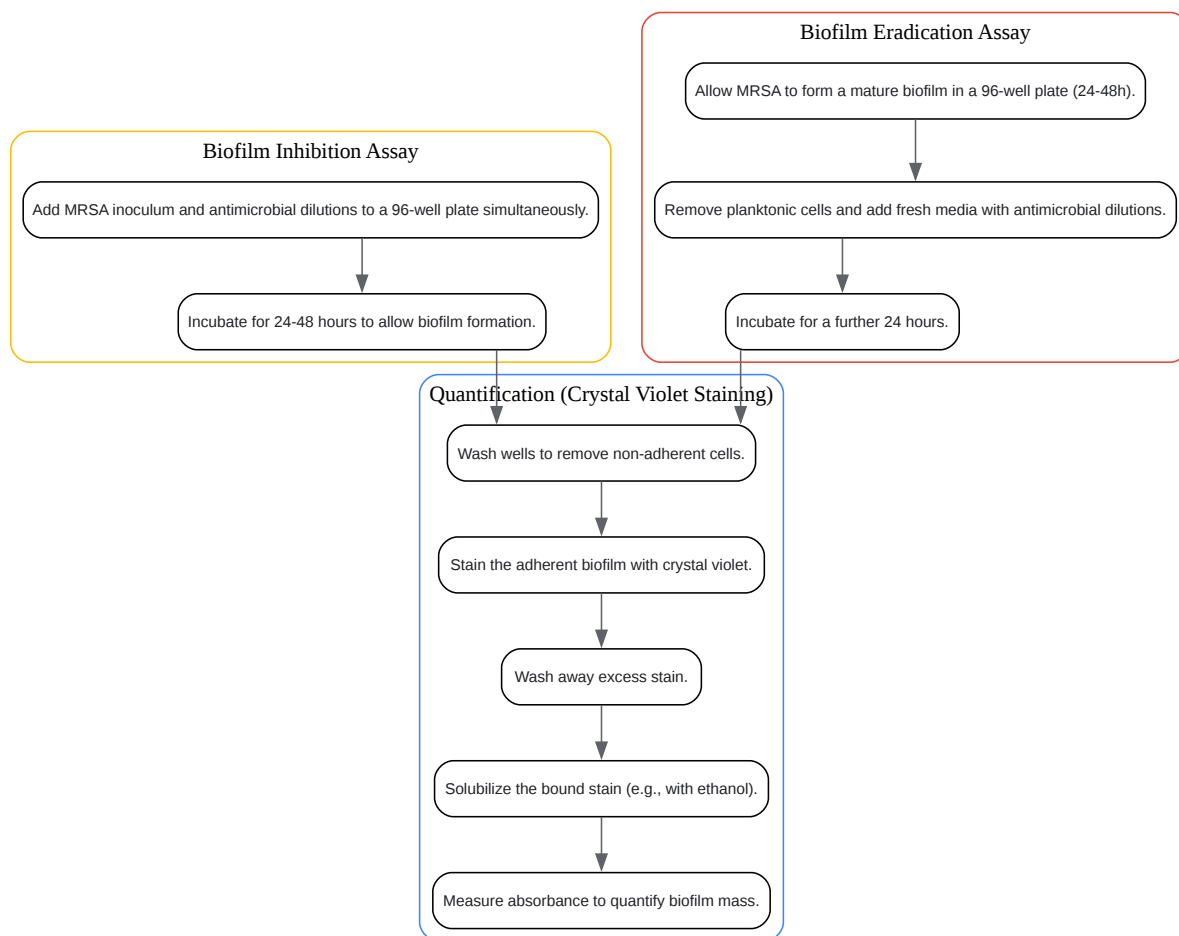 Biofilm Eradication Assay
Allow MRSA to form a mature biofilm in a 96-well plate (24-48h).
Biofilm Inhibition Assay
Add MRSA inoculum and antimicrobial dilutions to a 96-well plate simultaneously.
Remove planktonic cells and add fresh media with antimicrobial dilutions.
Incubate for 24-48 hours to allow biofilm formation.
Incubate for a further 24 hours.
Quantification (Crystal Violet Staining)
Wash wells to remove non-adherent cells.
Stain the adherent biofilm with crystal violet.
Wash away excess stain.
Solubilize the bound stain (e.g., with ethanol).
Measure absorbance to quantify biofilm mass.